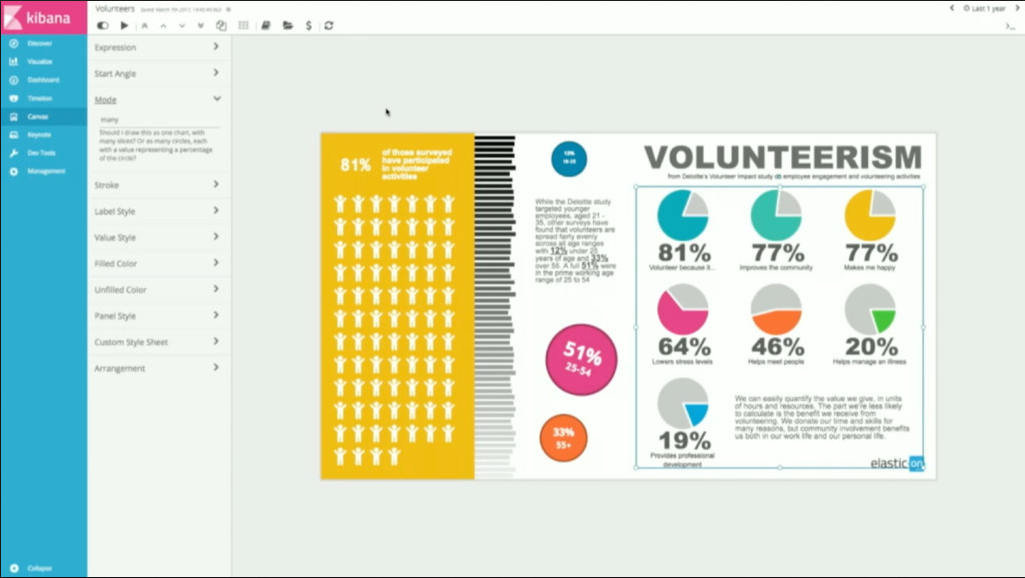 kibana
Volunteers
Last 1 year
Discover
Visualize
Dashboard
Timelion
Canvas
Keynote
Dev Tools
Management
Collapse
Expression
Start Angle
Mode
many
Should I draw this as one chart, with
many slices? Or as many circles, each
with a value representing a percentage
of the circle?
Stroke
Label Style
Value Style
Filled Color
Unfilled Color
Panel Style
Custom Style Sheet
Arrangement
81%
of those surveyed
have participated
in volunteer
activities
12%
18-25
While the Deloitte study
targeted younger
employees, aged 21 -
35, other surveys have
found that volunteers are
spread fairly evenly
across all age ranges
with 12% under 25
years of age and 33%
over 55. A full 51% were
in the prime working age
range of 25 to 54
51%
25-54
33%
55+
VOLUNTEERISM
from Deloitte's Volunteer Impact study on employee engagement and volunteering activities
81%
Volunteer because it...
77%
Improves the community
77%
Makes me happy
64%
Lowers stress levels
46%
Helps meet people
20%
Helps manage an illness
19%
Provides professional
development
We can easily quantify the value we give, in units
of hours and resources. The part we're less likely
to calculate is the benefit we receive from
volunteering. We donate our time and skills for
many reasons, but community involvement benefits
us both in our work life and our personal life.
elastic on